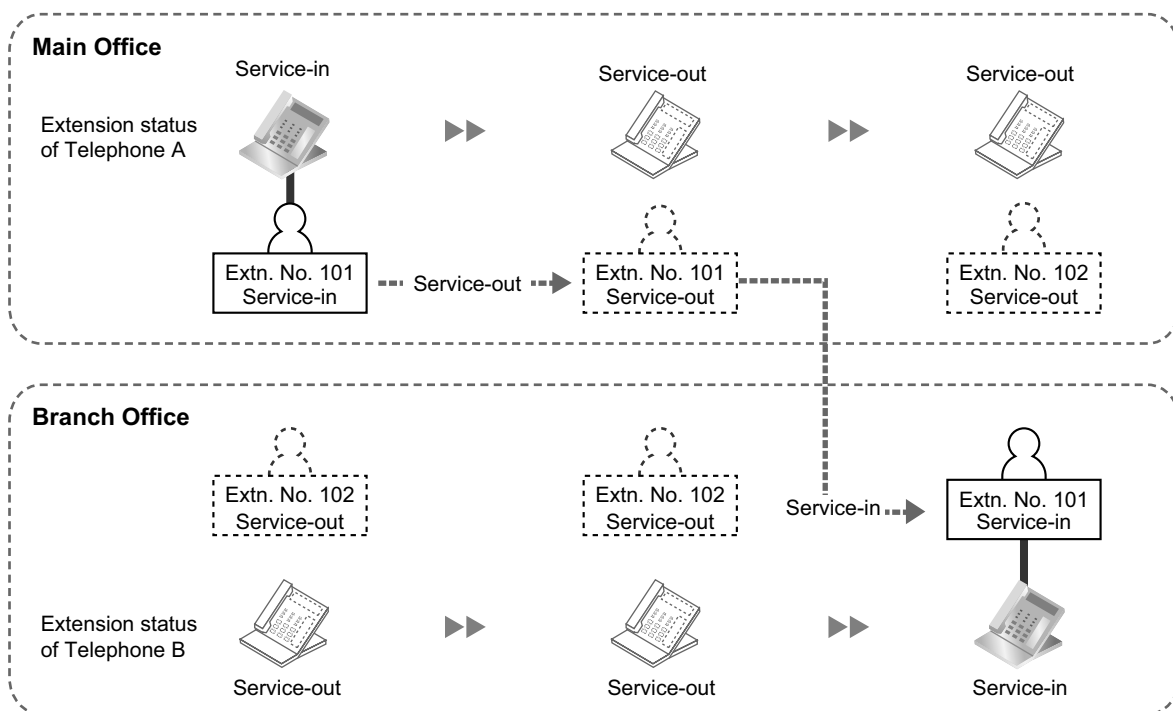 Main Office
Service-in
Service-out
Service-out
Extension status
of Telephone A
Extn. No. 101
Service-in
Service-out
Extn. No. 101
Service-out
Extn. No. 102
Service-out
Branch Office
Extn. No. 102
Service-out
Extn. No. 102
Service-out
Service-in
Extn. No. 101
Service-in
Extension status
of Telephone B
Service-out
Service-out
Service-in